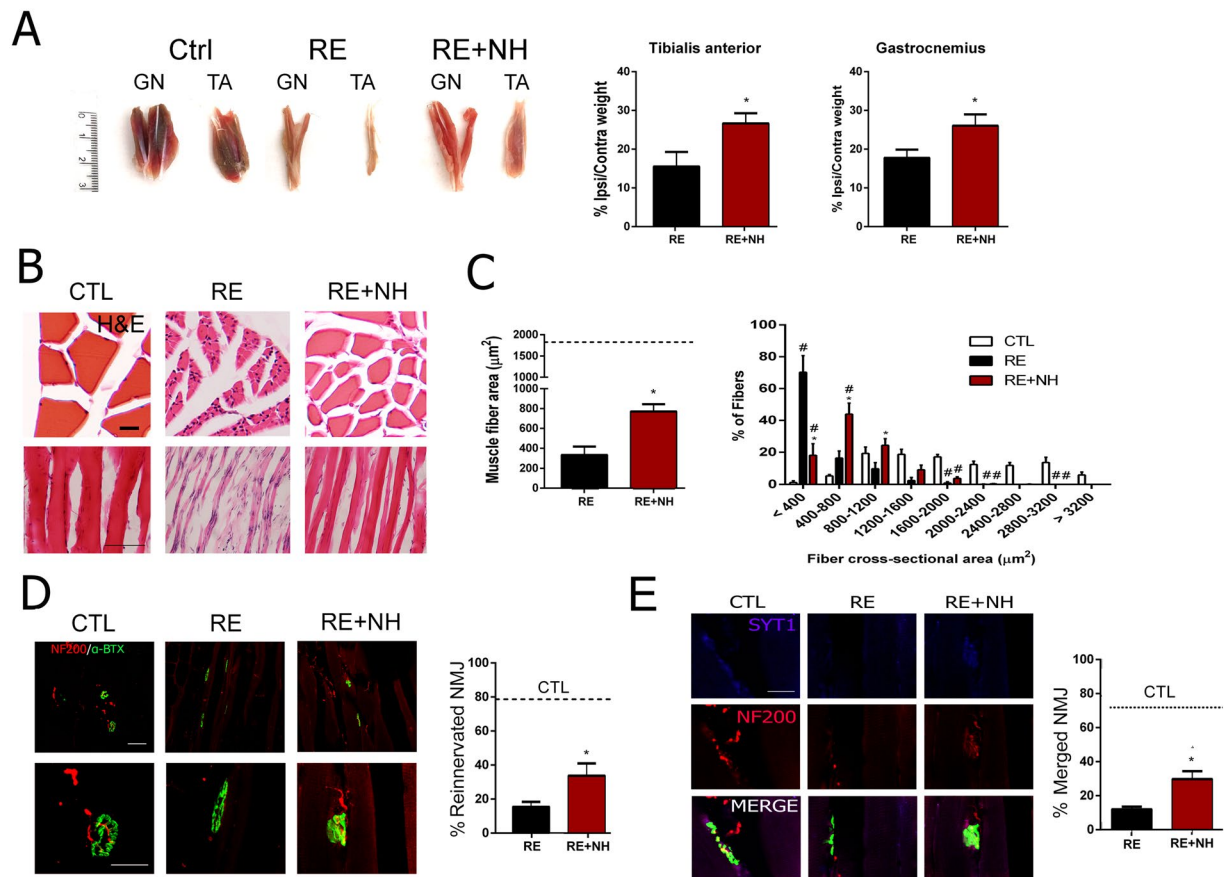 A
Ctrl RE RE+NH
GN TA GN TA GN TA
0 1 2 3
Tibialis anterior
% Ipsi/Contra weight
40
30
20
10
0
RE RE+NH
*
Gastrocnemius
% Ipsi/Contra weight
40
30
20
10
0
RE RE+NH
*
B
CTL RE RE+NH
H&E
C
Muscle fiber area (μm²)
2000
1800
1600
1400
1000
800
600
400
200
0
*
RE RE+NH
% of Fibers
100
80
60
40
20
0
CTL
RE
RE+NH
#
#
*
#
*
*
# #
##
##
< 400
400-800
800-1200
1200-1600
1600-2000
2000-2400
2400-2800
2800-3200
> 3200
Fiber cross-sectional area (μm²)
D
CTL RE RE+NH
NF200/α-BTX
% Reinnervated NMJ
100
80
60
40
20
0
CTL
*
RE RE+NH
E
CTL RE RE+NH
SYT1
NF200
MERGE
% Merged NMJ
100
80
60
40
20
0
CTL
*
RE RE+NH